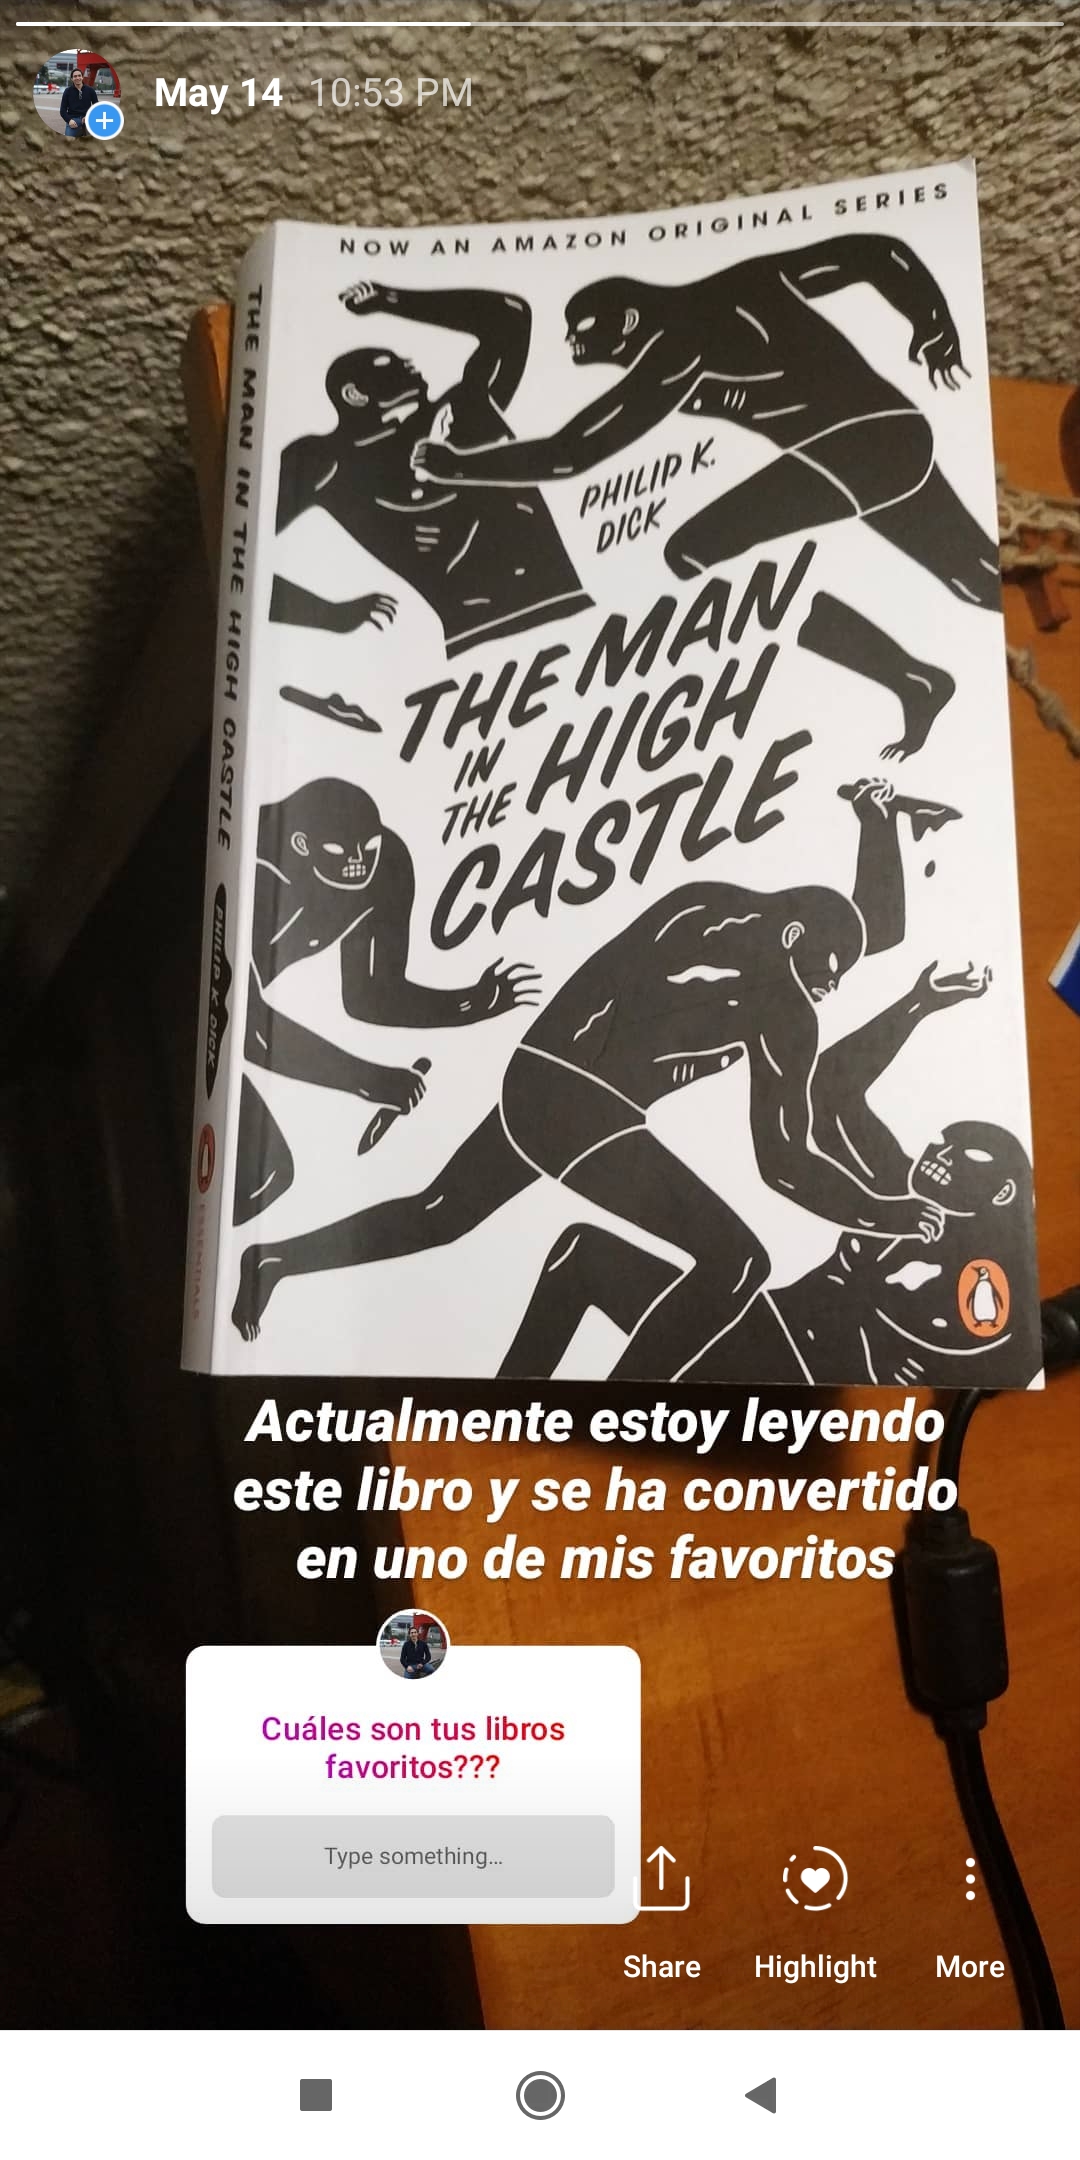 May 14 10:53 PM
NOW AN AMAZON ORIGINAL SERIES
THE MAN IN THE HIGH CASTLE PHILIP K. DICK ESSENTIALS
PHILIP K.
DICK
THE MAN
IN
THE HIGH
CASTLE
Actualmente estoy leyendo
este libro y se ha convertido
en uno de mis favoritos
Cuáles son tus libros
favoritos???
Type something...
Share Highlight More